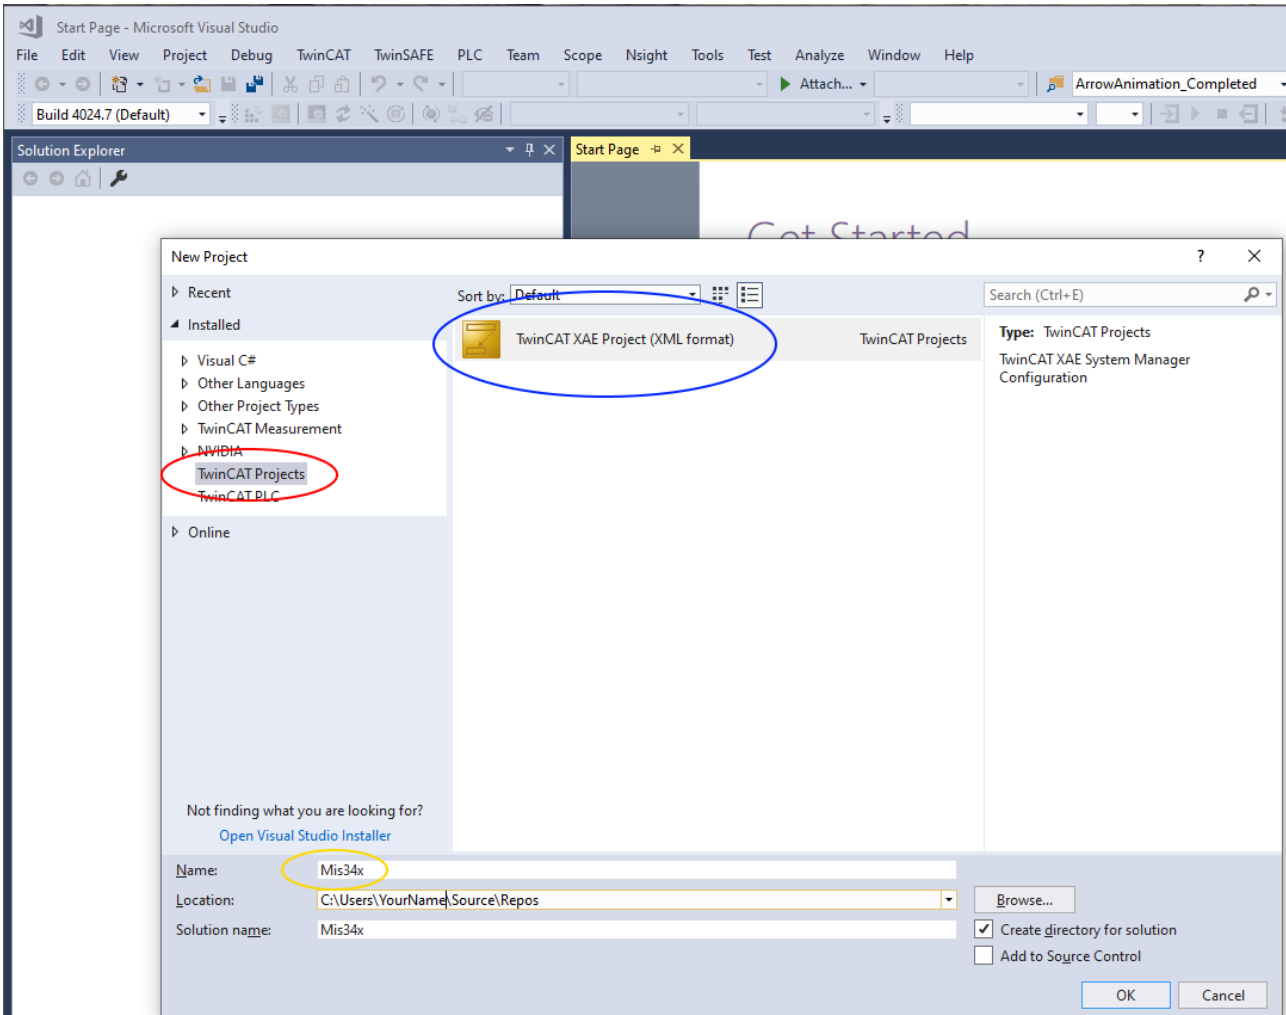 Start Page - Microsoft Visual Studio
File Edit View Project Debug TwinCAT TwinSAFE PLC Team Scope Nsight Tools Test Analyze Window Help
Attach... ArrowAnimation_Completed
Build 4024.7 (Default)
Solution Explorer
Start Page
Get Started
New Project
?
Recent
Sort by: Default
Search (Ctrl+E)
Installed
Visual C#
Other Languages
Other Project Types
TwinCAT Measurement
NVIDIA
TwinCAT Projects
TwinCAT PLC
Online
TwinCAT XAE Project (XML format) TwinCAT Projects
Type: TwinCAT Projects
TwinCAT XAE System Manager
Configuration
Not finding what you are looking for?
Open Visual Studio Installer
Name: Mis34x
Location: C:\Users\YourName\Source\Repos
Browse...
Solution name: Mis34x
Create directory for solution
Add to Source Control
OK Cancel